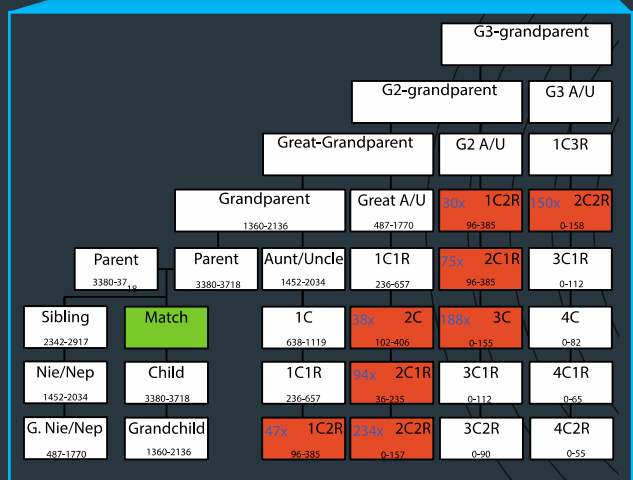 G3-grandparent
G2-grandparent G3 A/U
Great-Grandparent G2 A/U 1C3R
Grandparent Great A/U 30x 1C2R 150x 2C2R
1360-2136 487-1770 96-385 0-158
Parent Parent Aunt/Uncle 1C1R 75x 2C1R 3C1R
3380-3718 3380-3718 1452-2034 236-657 96-385 0-112
Sibling Match 1C 38x 2C 188x 3C 4C
2342-2917 638-1119 102-406 0-155 0-82
Nie/Nep Child 1C1R 94x 2C1R 3C1R 4C1R
1452-2034 3380-3718 236-657 36-235 0-112 0-65
G. Nie/Nep Grandchild 47x 1C2R 234x 2C2R 3C2R 4C2R
487-1770 1360-2136 96-385 0-157 0-90 0-55